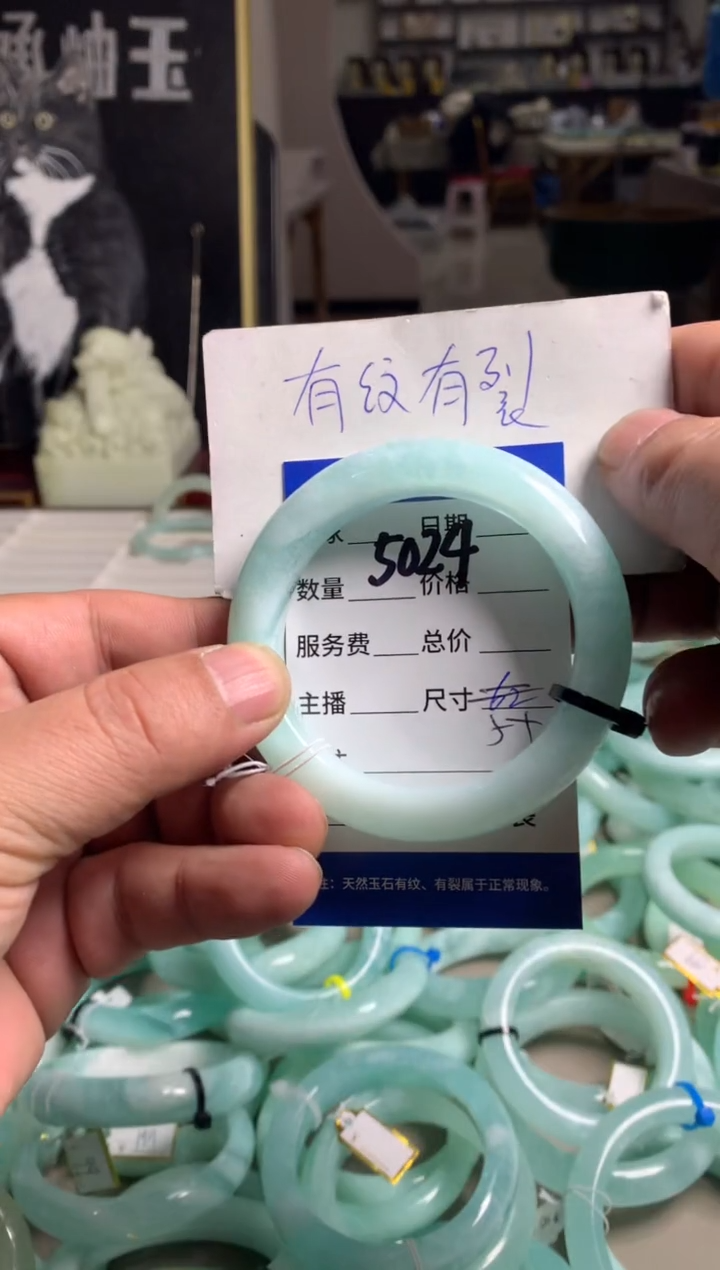 岫玉
有纹有裂
日期
5024
数量 价格
服务费 总价
主播 尺寸
注：天然玉石有纹、有裂属于正常现象。